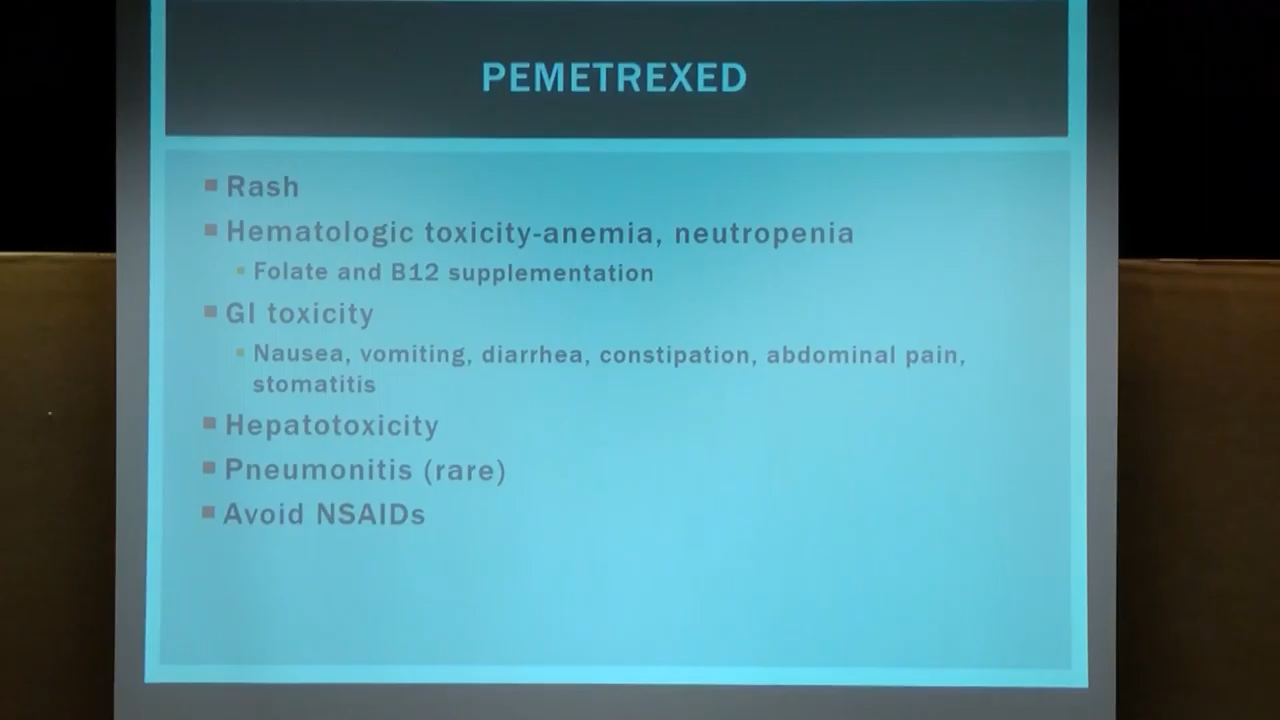 PEMETREXED
Rash
Hematologic toxicity-anemia, neutropenia
Folate and B12 supplementation
GI toxicity
Nausea, vomiting, diarrhea, constipation, abdominal pain,
stomatitis
Hepatotoxicity
Pneumonitis (rare)
Avoid NSAIDs